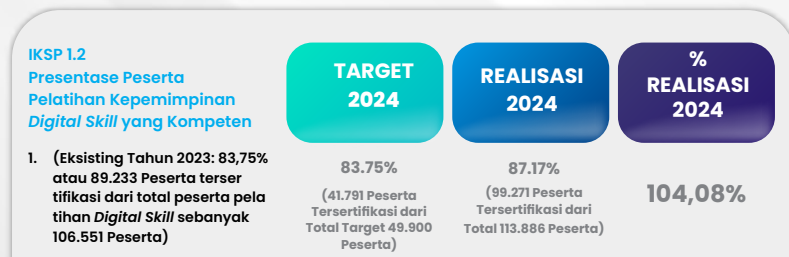 IKSP 1.2
Presentase Peserta
Pelatihan Kepemimpinan
Digital Skill yang Kompeten
TARGET
2024
REALISASI
2024
%
REALISASI
2024
1. (Eksisting Tahun 2023: 83,75%
atau 89.233 Peserta terser
tifikasi dari total peserta pela
tihan Digital Skill sebanyak
106.551 Peserta)
83.75%
(41.791 Peserta
Tersertifikasi dari
Total Target 49.900
Peserta)
87.17%
(99.271 Peserta
Tersertifikasi dari
Total 113.886 Peserta)
104,08%